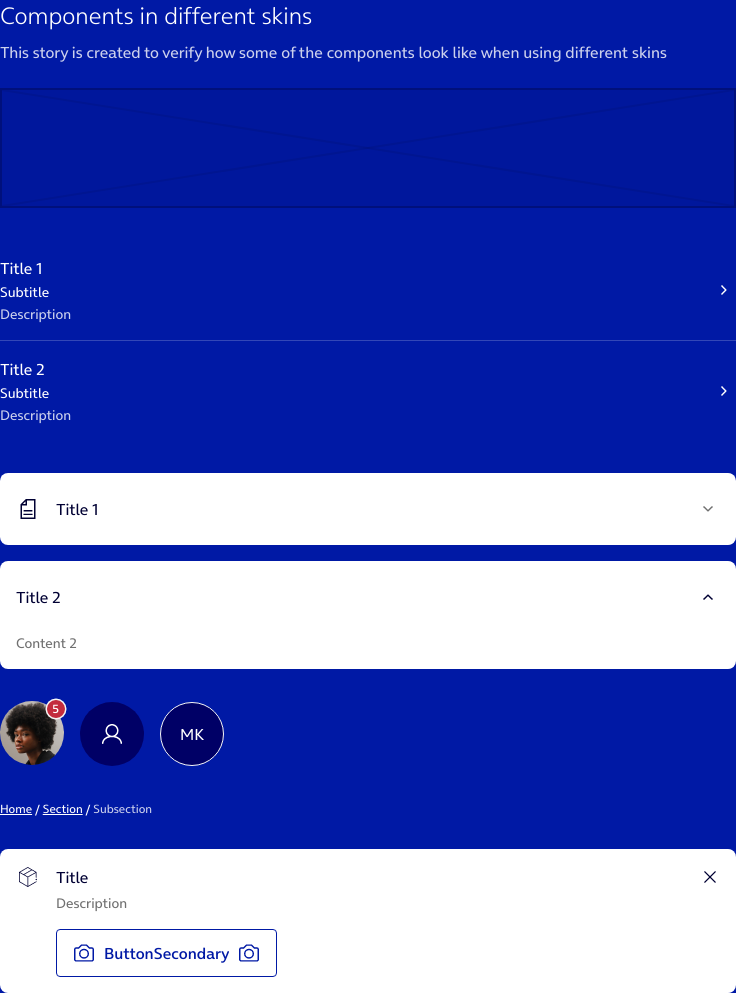 Components in different skins
This story is created to verify how some of the components look like when using different skins
Title 1
Subtitle
Description
Title 2
Subtitle
Description
Title 1
Title 2
Content 2
5
MK
Home / Section / Subsection
Title
Description
ButtonSecondary